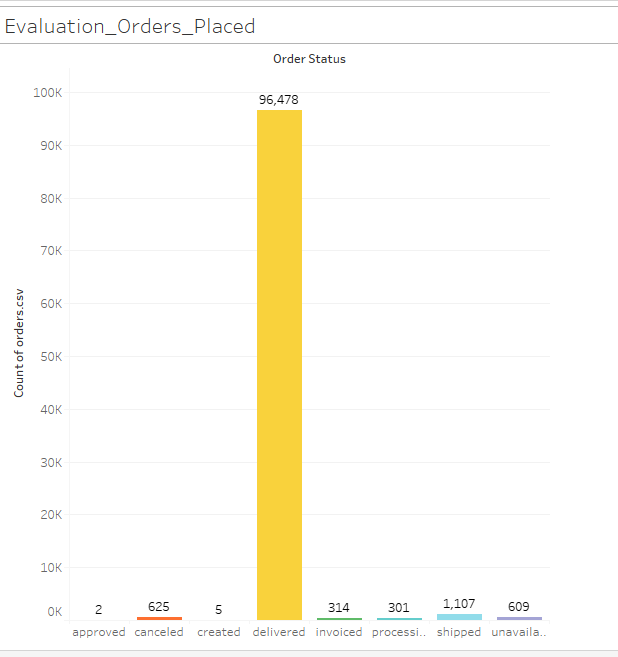 Evaluation_Orders_Placed
Order Status
Count of orders.csv
100K
90K
80K
70K
60K
50K
40K
30K
20K
10K
0K
2
625
5
96,478
314
301
1,107
609
approved canceled created delivered invoiced processi.. shipped unavaila..